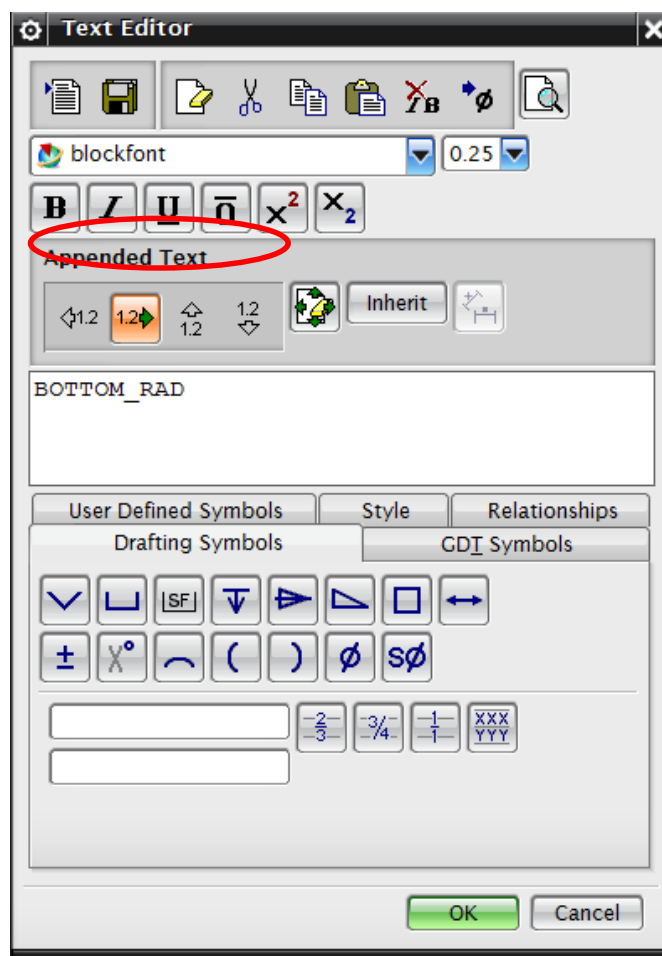 Text Editor
blockfont 0.25
B I U n x² x₂
Appended Text
1.2 1.2 1.2 1.2 Inherit
BOTTOM_RAD
User Defined Symbols Style Relationships
Drafting Symbols GDT Symbols
SF
± X° ( ) Ø SØ
2/3 3/4 1/1 XXX YYY
OK Cancel